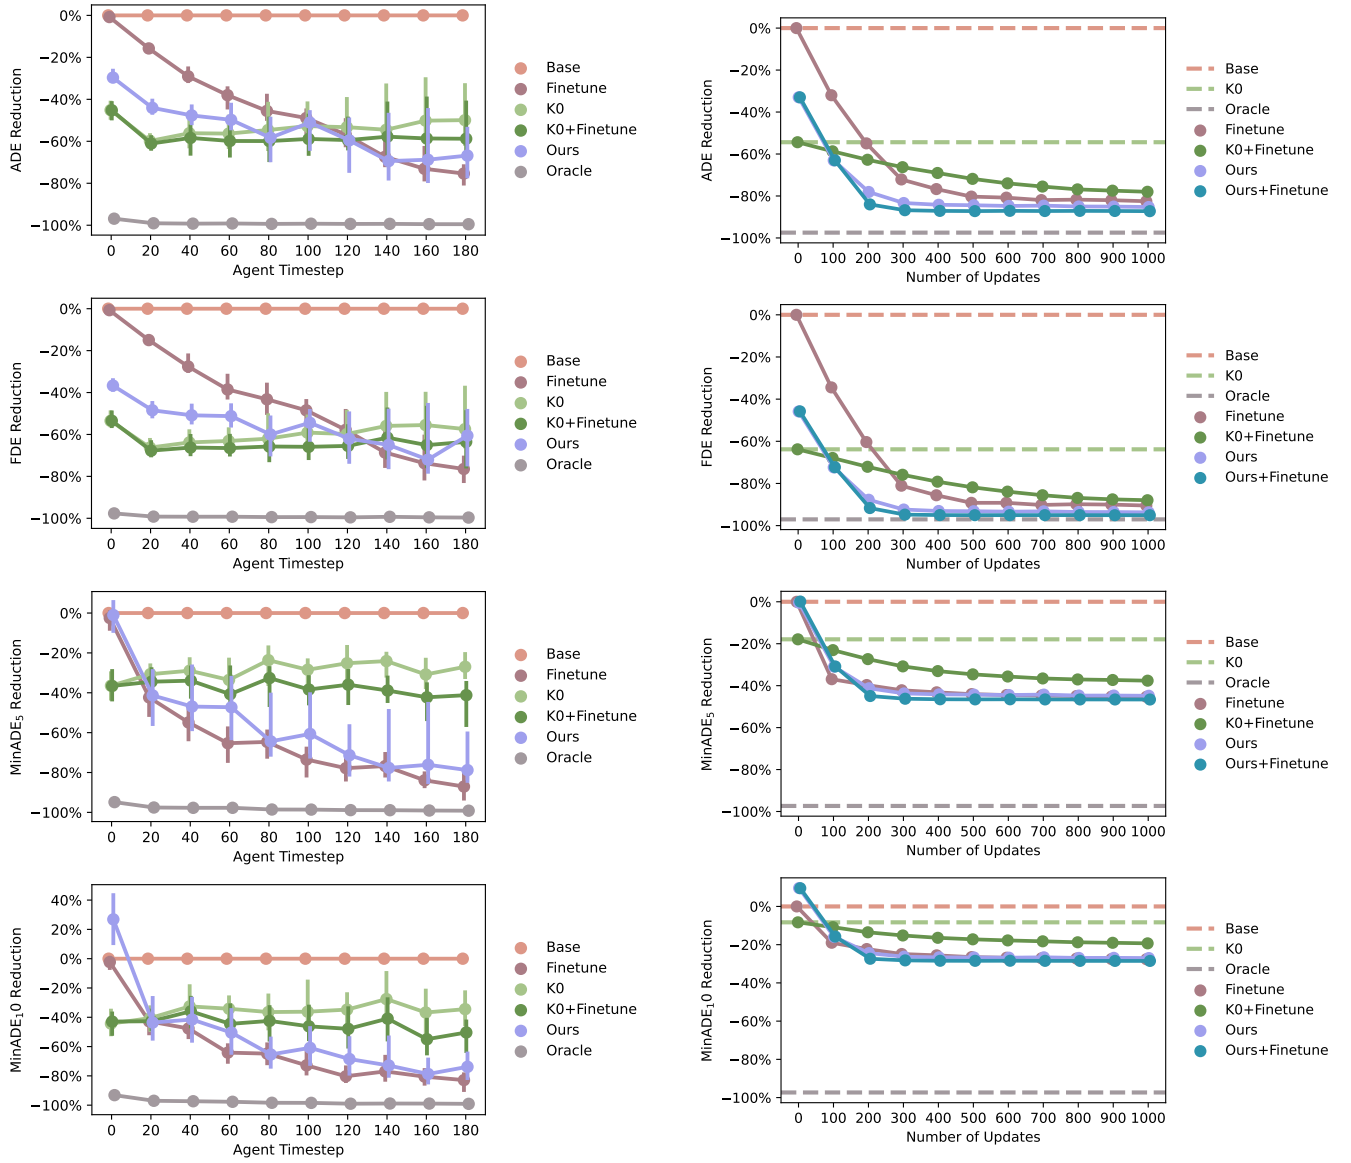 0%
−20%
−40%
−60%
−80%
−100%
ADE Reduction
0 20 40 60 80 100 120 140 160 180
Agent Timestep
Base
Finetune
K0
K0+Finetune
Ours
Oracle
0%
−20%
−40%
−60%
−80%
−100%
ADE Reduction
0 100 200 300 400 500 600 700 800 900 1000
Number of Updates
Base
K0
Oracle
Finetune
K0+Finetune
Ours
Ours+Finetune
0%
−20%
−40%
−60%
−80%
−100%
FDE Reduction
0 20 40 60 80 100 120 140 160 180
Agent Timestep
Base
Finetune
K0
K0+Finetune
Ours
Oracle
0%
−20%
−40%
−60%
−80%
−100%
FDE Reduction
0 100 200 300 400 500 600 700 800 900 1000
Number of Updates
Base
K0
Oracle
Finetune
K0+Finetune
Ours
Ours+Finetune
0%
−20%
−40%
−60%
−80%
−100%
MinADE₅ Reduction
0 20 40 60 80 100 120 140 160 180
Agent Timestep
Base
Finetune
K0
K0+Finetune
Ours
Oracle
0%
−20%
−40%
−60%
−80%
−100%
MinADE₅ Reduction
0 100 200 300 400 500 600 700 800 900 1000
Number of Updates
Base
K0
Oracle
Finetune
K0+Finetune
Ours
Ours+Finetune
40%
20%
0%
−20%
−40%
−60%
−80%
−100%
MinADE₁0 Reduction
0 20 40 60 80 100 120 140 160 180
Agent Timestep
Base
Finetune
K0
K0+Finetune
Ours
Oracle
0%
−20%
−40%
−60%
−80%
−100%
MinADE₁0 Reduction
0 100 200 300 400 500 600 700 800 900 1000
Number of Updates
Base
K0
Oracle
Finetune
K0+Finetune
Ours
Ours+Finetune